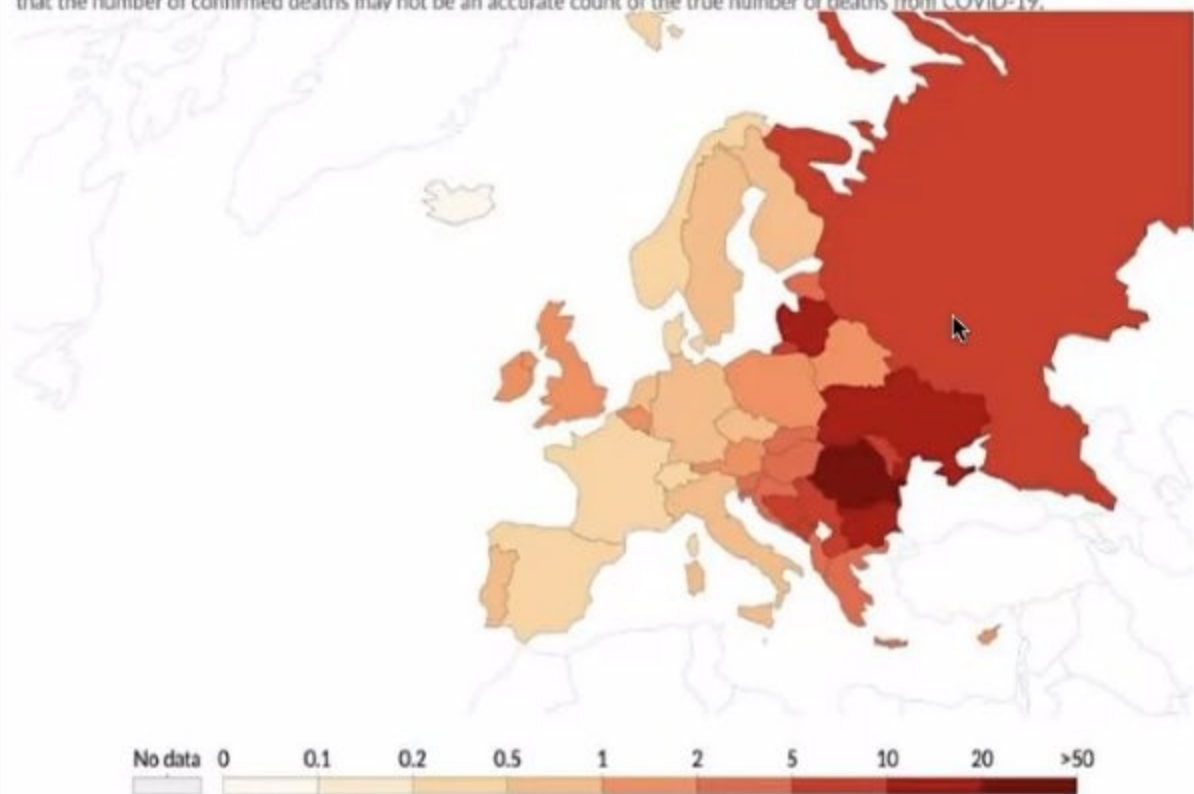 that the number of confirmed deaths may not be an accurate count of the true number of deaths from COVID-19.
No data 0 0.1 0.2 0.5 1 2 5 10 20 >50